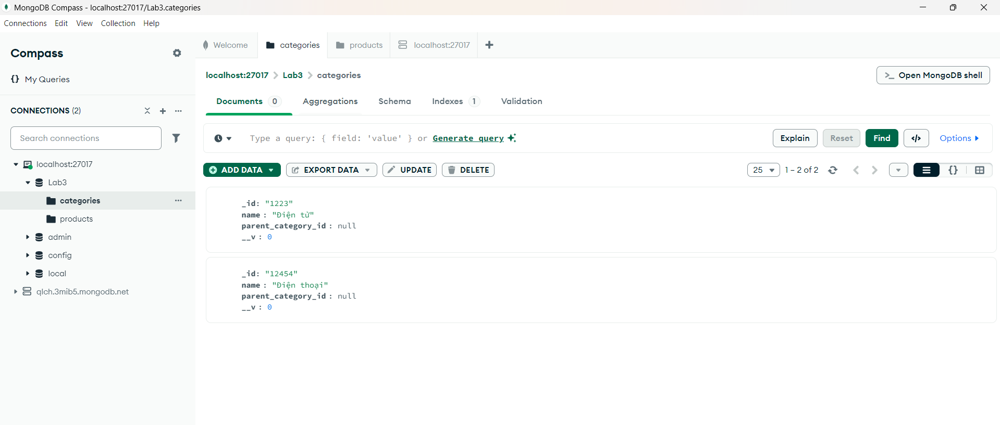 MongoDB Compass - localhost:27017/Lab3.categories
Connections Edit View Collection Help
Compass
{} My Queries
CONNECTIONS (2)
Search connections
localhost:27017
Lab3
categories
products
admin
config
local
qlch.3mib5.mongodb.net
Welcome categories products localhost:27017
localhost:27017 > Lab3 > categories
>_ Open MongoDB shell
Documents 0 Aggregations Schema Indexes 1 Validation
Type a query: { field: 'value' } or Generate query
Explain Reset Find </> Options
ADD DATA EXPORT DATA UPDATE DELETE
25 1 – 2 of 2 {}
_id: "1223"
name : "Điện tử"
parent_category_id : null
__v : 0
_id: "12454"
name : "Điện thoại"
parent_category_id : null
__v : 0